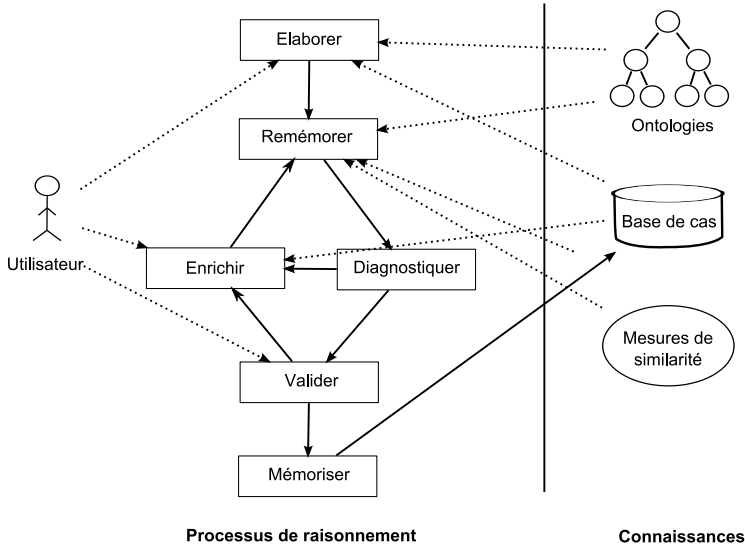 Elaborer
Remémorer
Ontologies
Base de cas
Utilisateur
Enrichir
Diagnostiquer
Mesures de
similarité
Valider
Mémoriser
Processus de raisonnement
Connaissances